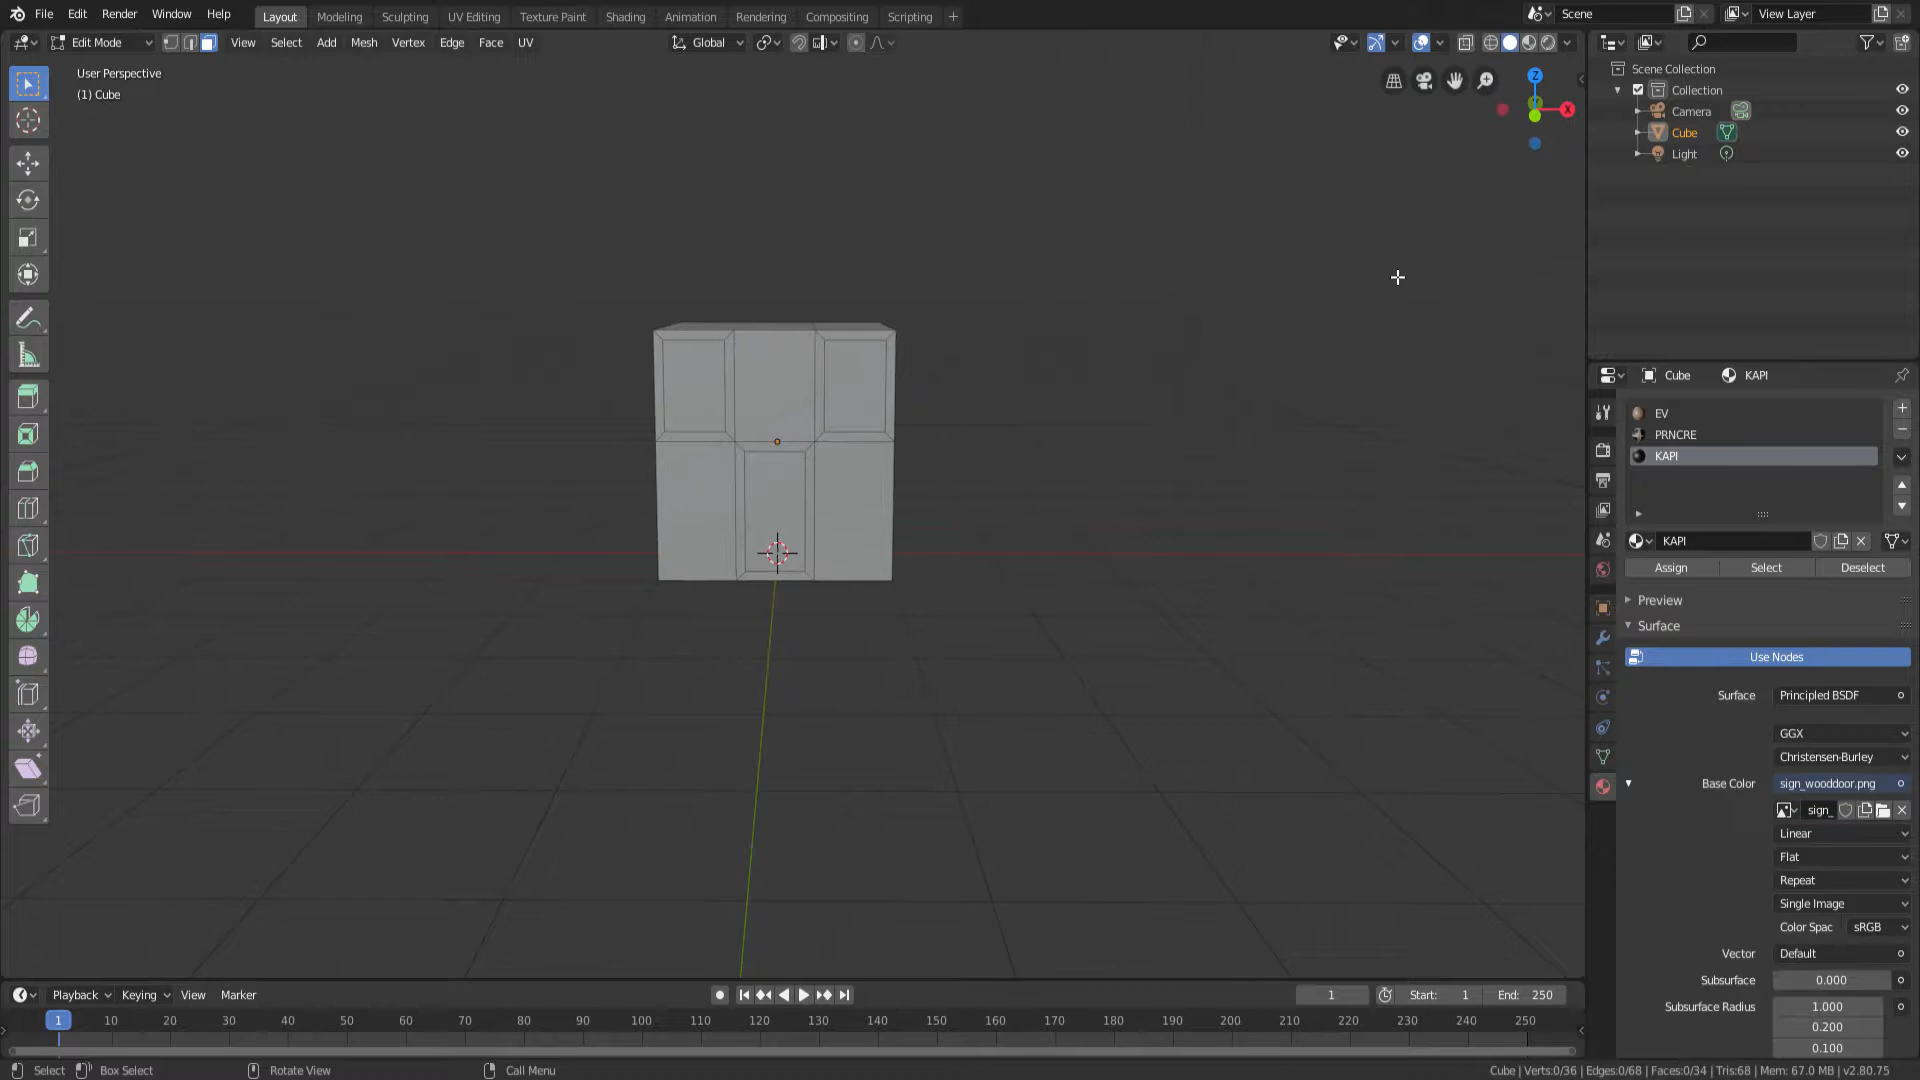 File Edit Render Window Help Layout Modeling Sculpting UV Editing Texture Paint Shading Animation Rendering Compositing Scripting + Scene View Layer
Edit Mode View Select Add Mesh Vertex Edge Face UV Global
User Perspective
(1) Cube
Z
X
Scene Collection
Collection
Camera
Cube
Light
Cube KAPI
EV
PRNCRE
KAPI
KAPI
Assign Select Deselect
Preview
Surface
Use Nodes
Surface Principled BSDF
GGX
Christensen-Burley
Base Color sign_wooddoor.png
sign_
Linear
Flat
Repeat
Single Image
Color Spac sRGB
Vector Default
Subsurface 0.000
Subsurface Radius 1.000
0.200
0.100
Playback Keying View Marker 1 Start: 1 End: 250
1 10 20 30 40 50 60 70 80 90 100 110 120 130 140 150 160 170 180 190 200 210 220 230 240 250
Select Box Select Rotate View Call Menu Cube | Verts:0/36 | Edges:0/68 | Faces:0/34 | Tris:68 | Mem: 67.0 MB | v2.80.75